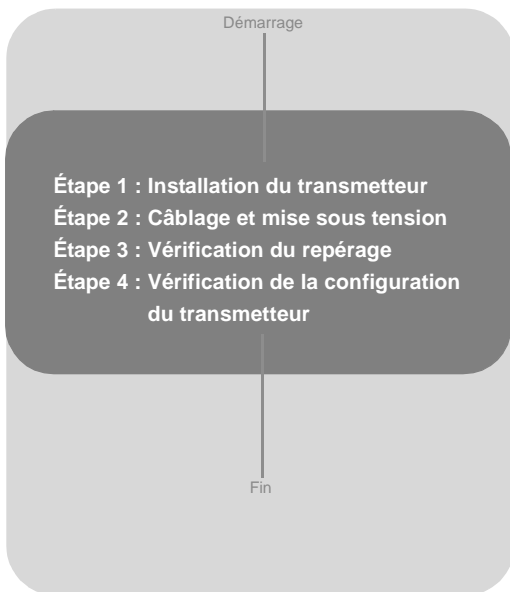 Démarrage
Étape 1 : Installation du transmetteur
Étape 2 : Câblage et mise sous tension
Étape 3 : Vérification du repérage
Étape 4 : Vérification de la configuration
du transmetteur
Fin